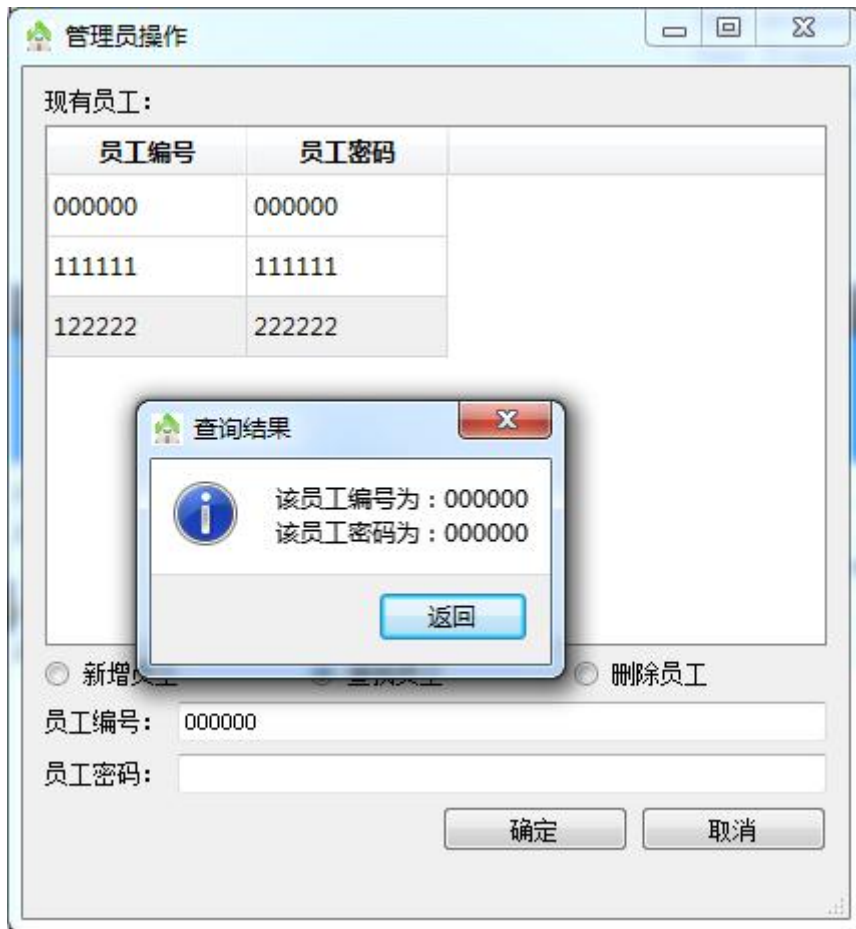 管理员操作
现有员工：
员工编号 员工密码
000000 000000
111111 111111
122222 222222
查询结果
该员工编号为：000000
该员工密码为：000000
返回
新增员工 删除员工
员工编号： 000000
员工密码：
确定 取消